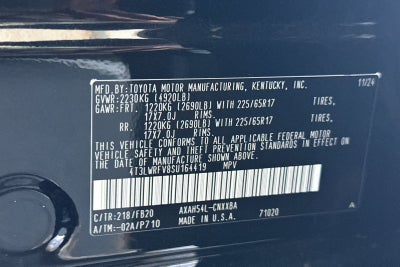 MFD.BY:TOYOTA MOTOR MANUFACTURING, KENTUCKY, INC. 11/24
GVWR:2230KG (4920LB)
GAWR:FRT. 1220KG (2690LB) WITH 225/65R17 TIRES,
17X7.0J RIMS.
RR. 1220KG (2690LB) WITH 225/65R17 TIRES,
17X7.0J RIMS.
THIS VEHICLE CONFORMS TO ALL APPLICABLE FEDERAL MOTOR
VEHICLE SAFETY AND THEFT PREVENTION STANDARDS IN EFFECT ON
THE DATE OF MANUFACTURE SHOWN ABOVE.
4T3LWRFV8SU164419 MPV
C/TR:218/FB20 AXAH54L-CNXXBA A
A/TM:-02A/P710 MADE IN U.S.A. 71020